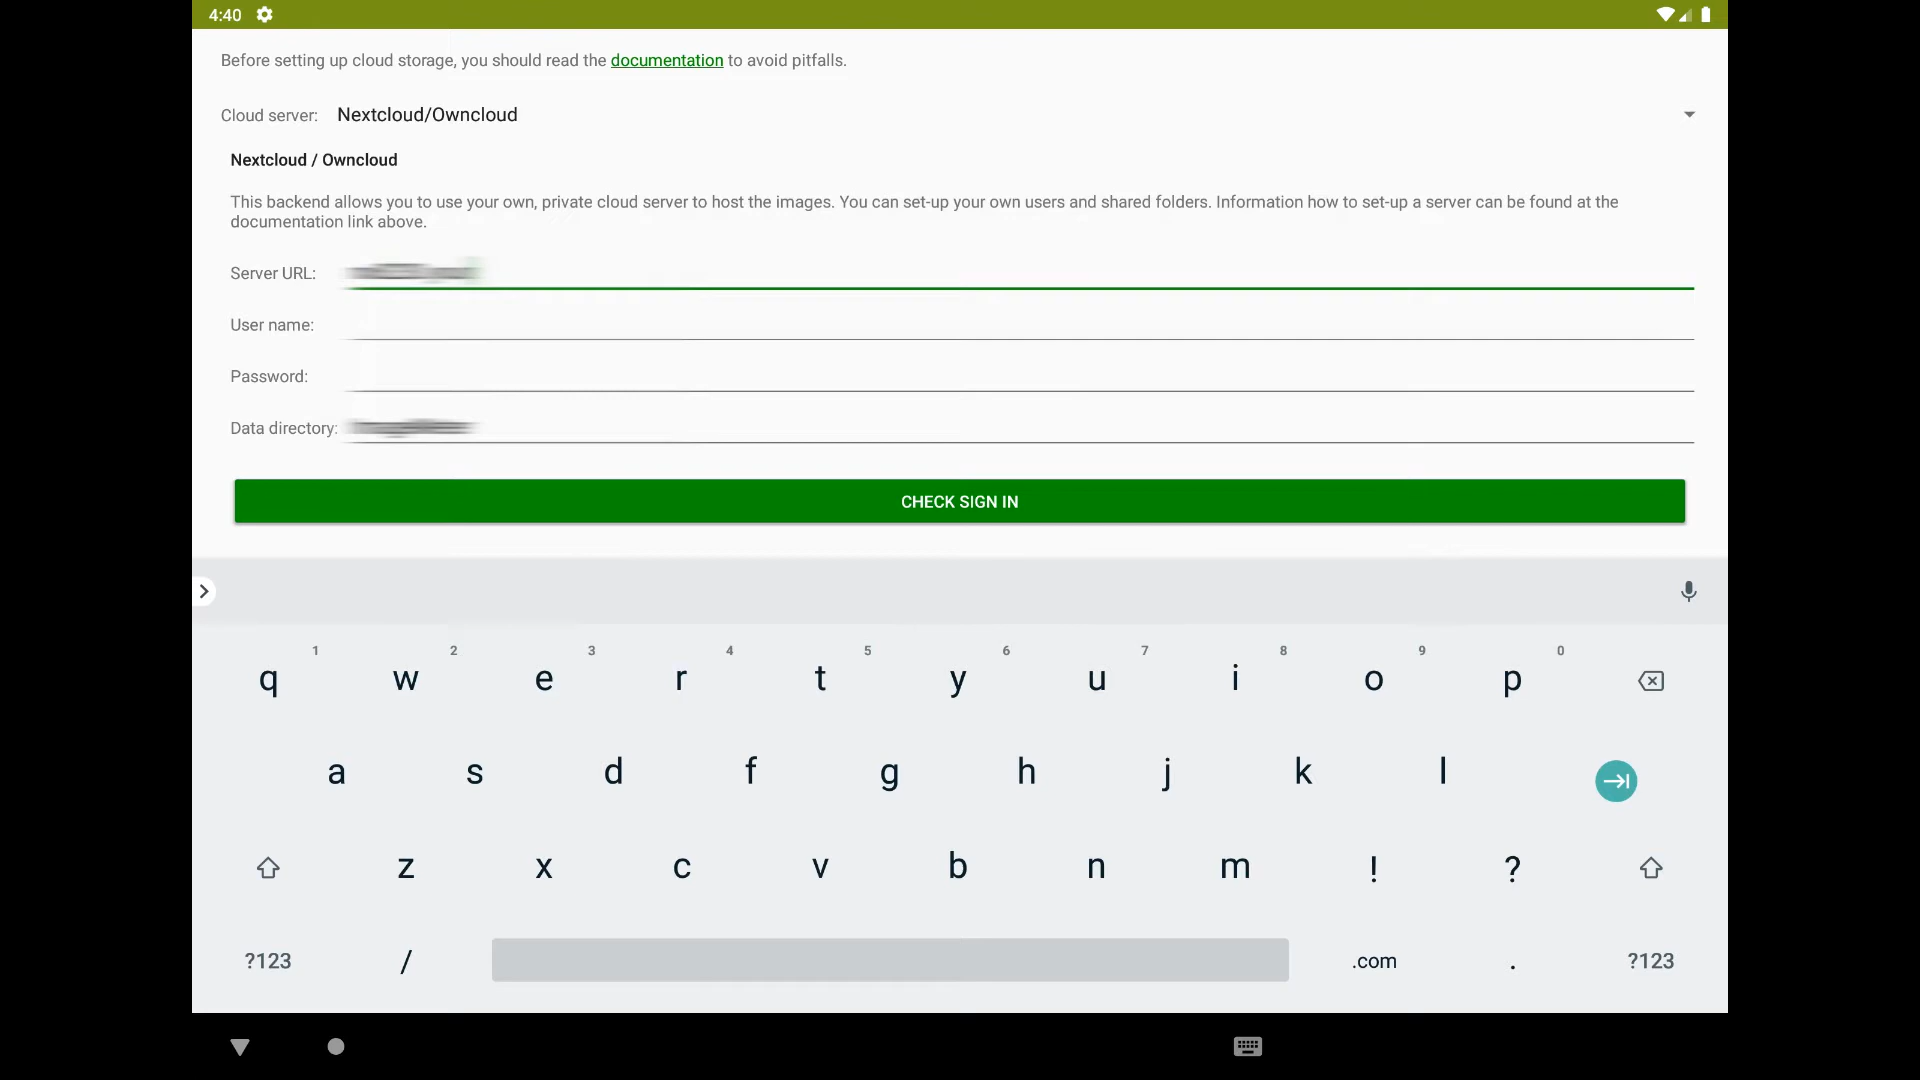 4:40
Before setting up cloud storage, you should read the documentation to avoid pitfalls.
Cloud server: Nextcloud/Owncloud
Nextcloud / Owncloud
This backend allows you to use your own, private cloud server to host the images. You can set-up your own users and shared folders. Information how to set-up a server can be found at the
documentation link above.
Server URL:
User name:
Password:
Data directory:
CHECK SIGN IN
1 2 3 4 5 6 7 8 9 0
q w e r t y u i o p
a s d f g h j k l
z x c v b n m ! ?
?123 / .com . ?123